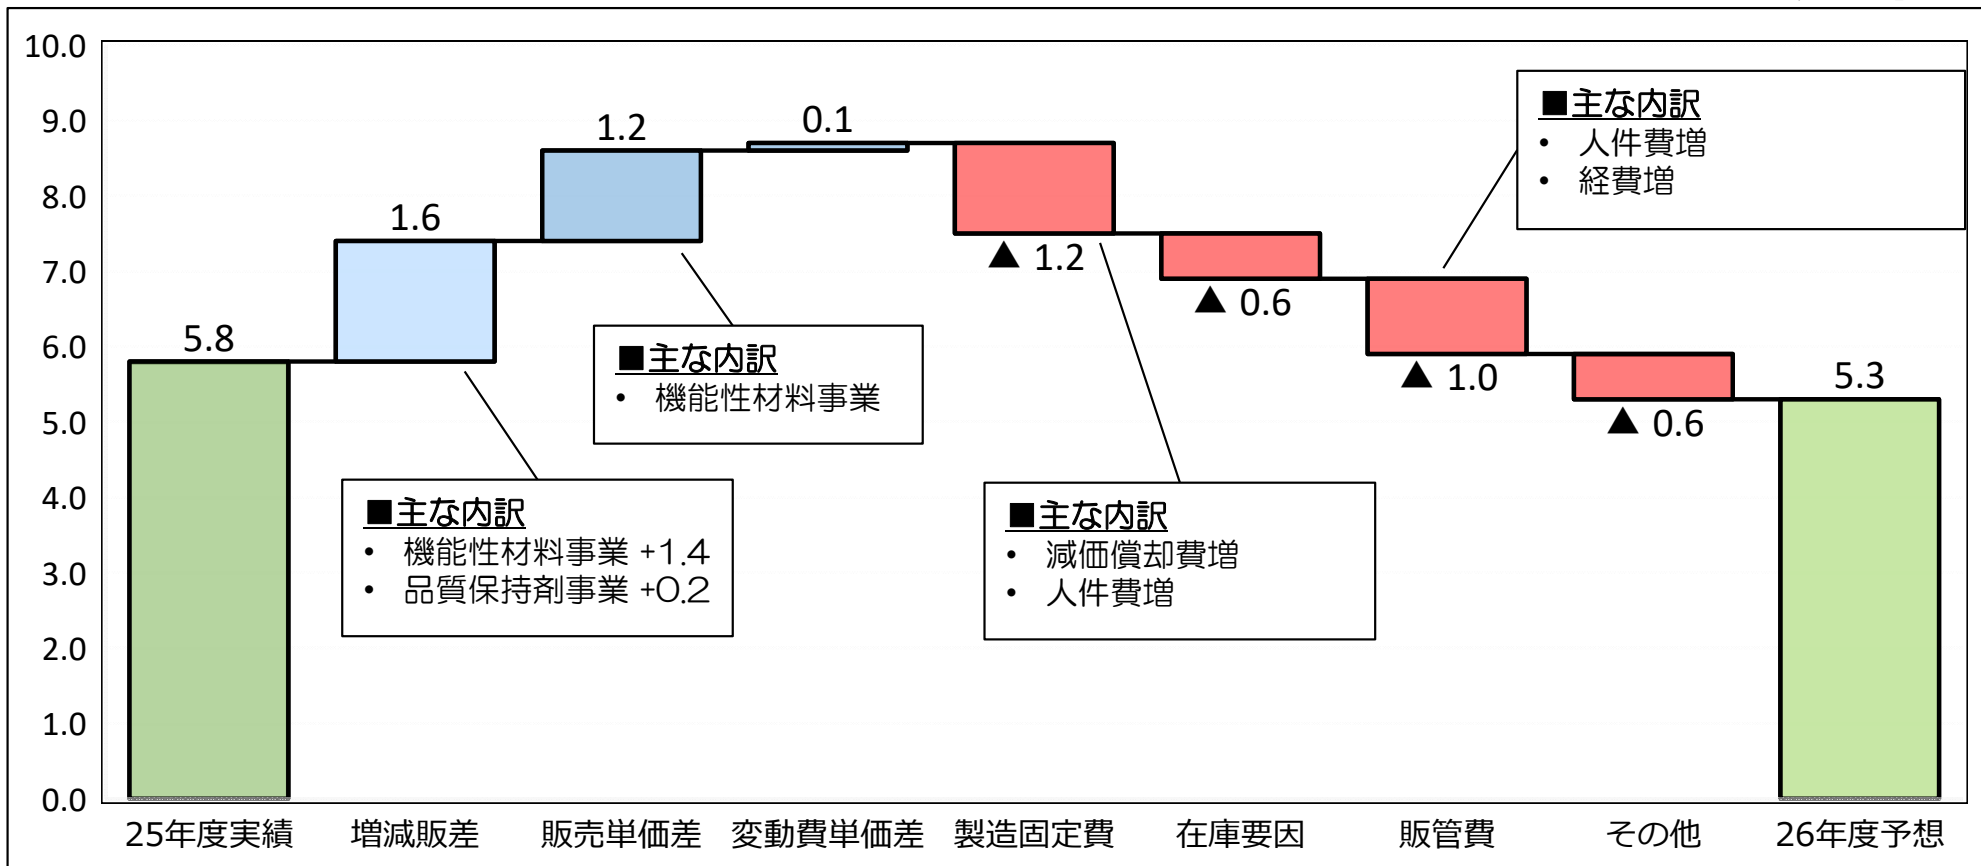 10.0
9.0
8.0
7.0
6.0
5.0
4.0
3.0
2.0
1.0
0.0
5.8
1.6
1.2
0.1
▲ 1.2
▲ 0.6
▲ 1.0
▲ 0.6
5.3
■主な内訳
• 機能性材料事業 +1.4
• 品質保持剤事業 +0.2
■主な内訳
• 機能性材料事業
■主な内訳
• 減価償却費増
• 人件費増
■主な内訳
• 人件費増
• 経費増
25年度実績
増減販差
販売単価差
変動費単価差
製造固定費
在庫要因
販管費
その他
26年度予想